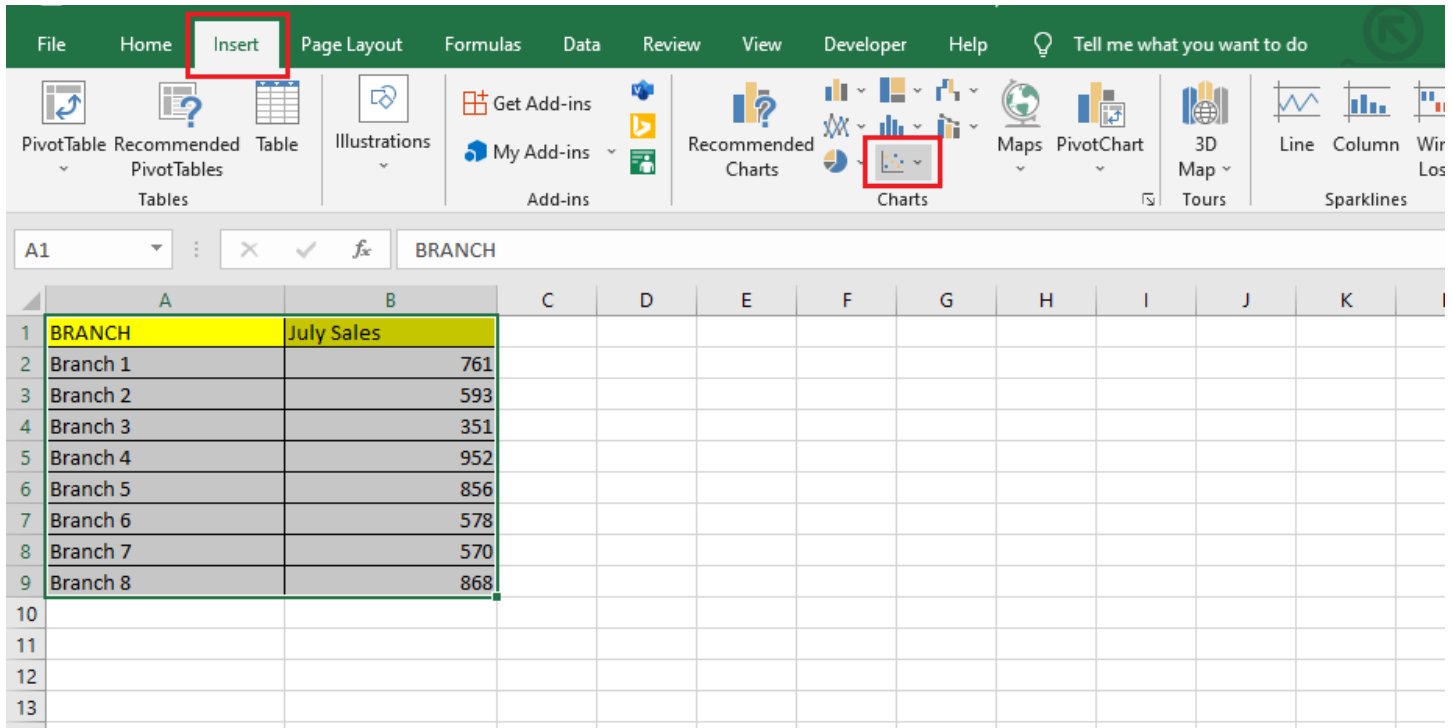 File Home Insert Page Layout Formulas Data Review View Developer Help Tell me what you want to do
PivotTable Recommended PivotTables Table Illustrations Get Add-ins My Add-ins Recommended Charts Maps PivotChart 3D Map Line Column
Tables Add-ins Charts Tours Sparklines
A1 fx BRANCH
A B C D E F G H I J K
1 BRANCH July Sales
2 Branch 1 761
3 Branch 2 593
4 Branch 3 351
5 Branch 4 952
6 Branch 5 856
7 Branch 6 578
8 Branch 7 570
9 Branch 8 868
10
11
12
13